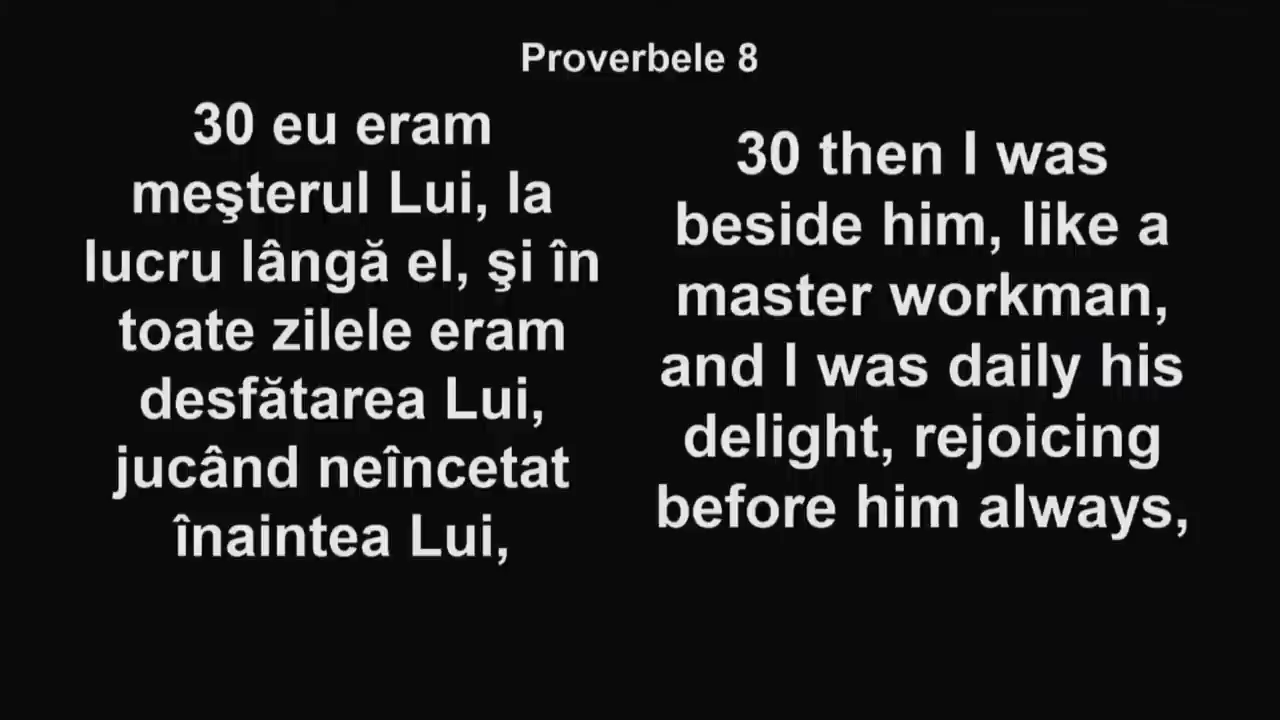 Proverbele 8
30 eu eram
meşterul Lui, la
lucru lângă el, şi în
toate zilele eram
desfătarea Lui,
jucând neîncetat
înaintea Lui,
30 then I was
beside him, like a
master workman,
and I was daily his
delight, rejoicing
before him always,